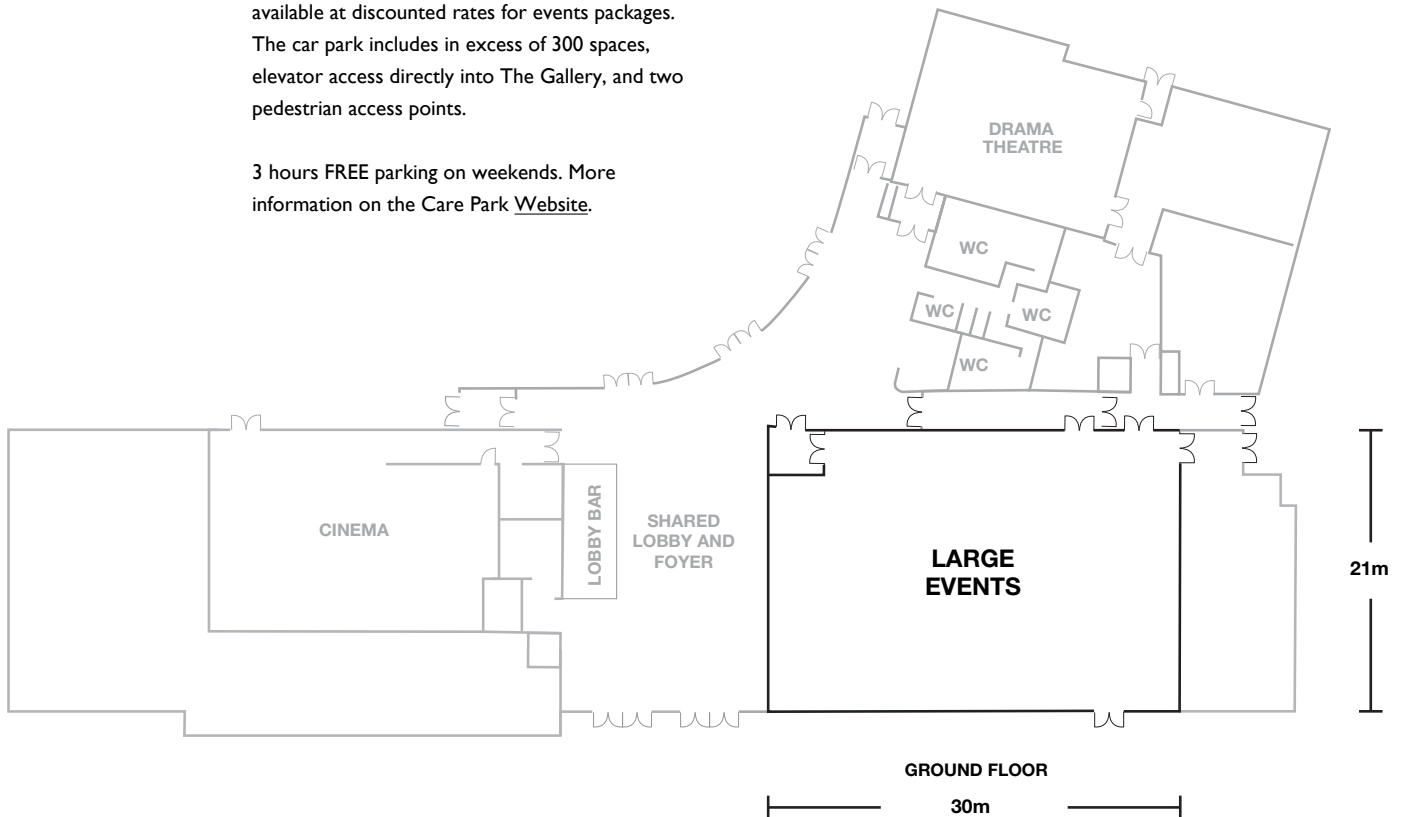 available at discounted rates for events packages.
The car park includes in excess of 300 spaces,
elevator access directly into The Gallery, and two
pedestrian access points.
3 hours FREE parking on weekends. More
information on the Care Park Website.
DRAMA
THEATRE
WC
WC
WC
WC
CINEMA
LOBBY BAR
SHARED
LOBBY AND
FOYER
LARGE
EVENTS
21m
GROUND FLOOR
30m